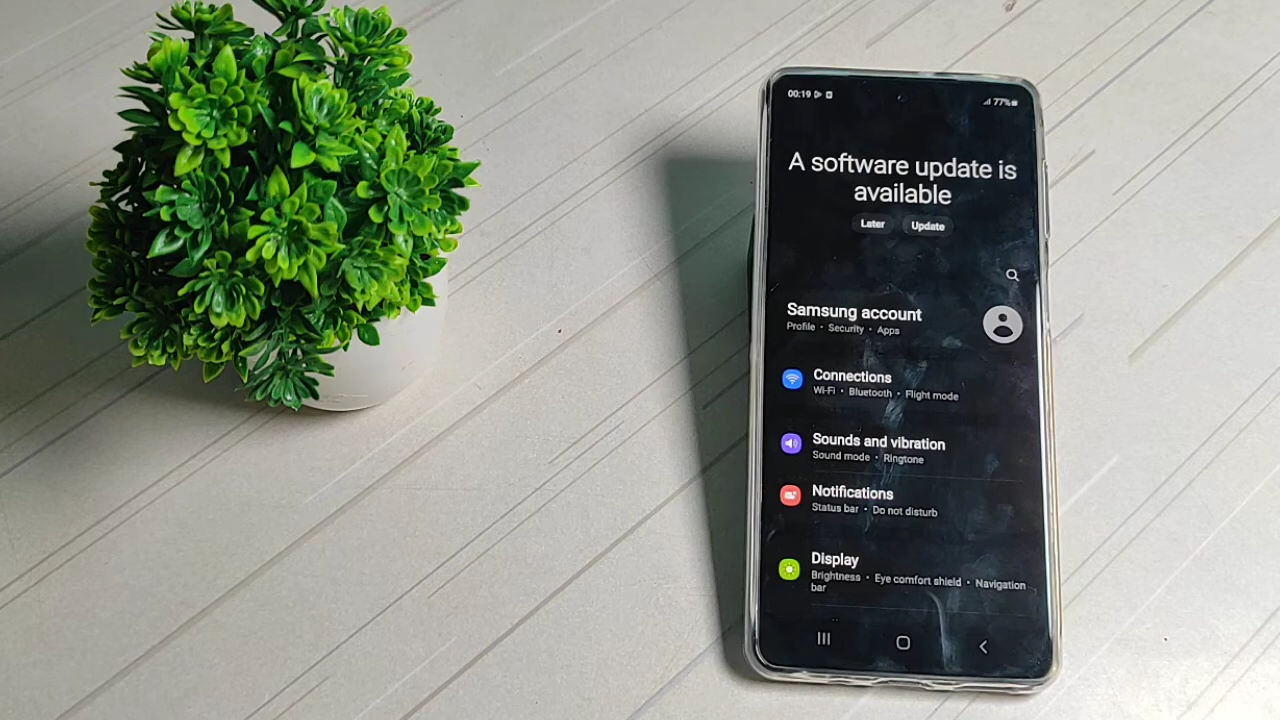 00:19
77%
A software update is
available
Later Update
Samsung account
Profile • Security • Apps
Connections
Wi-Fi • Bluetooth • Flight mode
Sounds and vibration
Sound mode • Ringtone
Notifications
Status bar • Do not disturb
Display
Brightness • Eye comfort shield • Navigation
bar